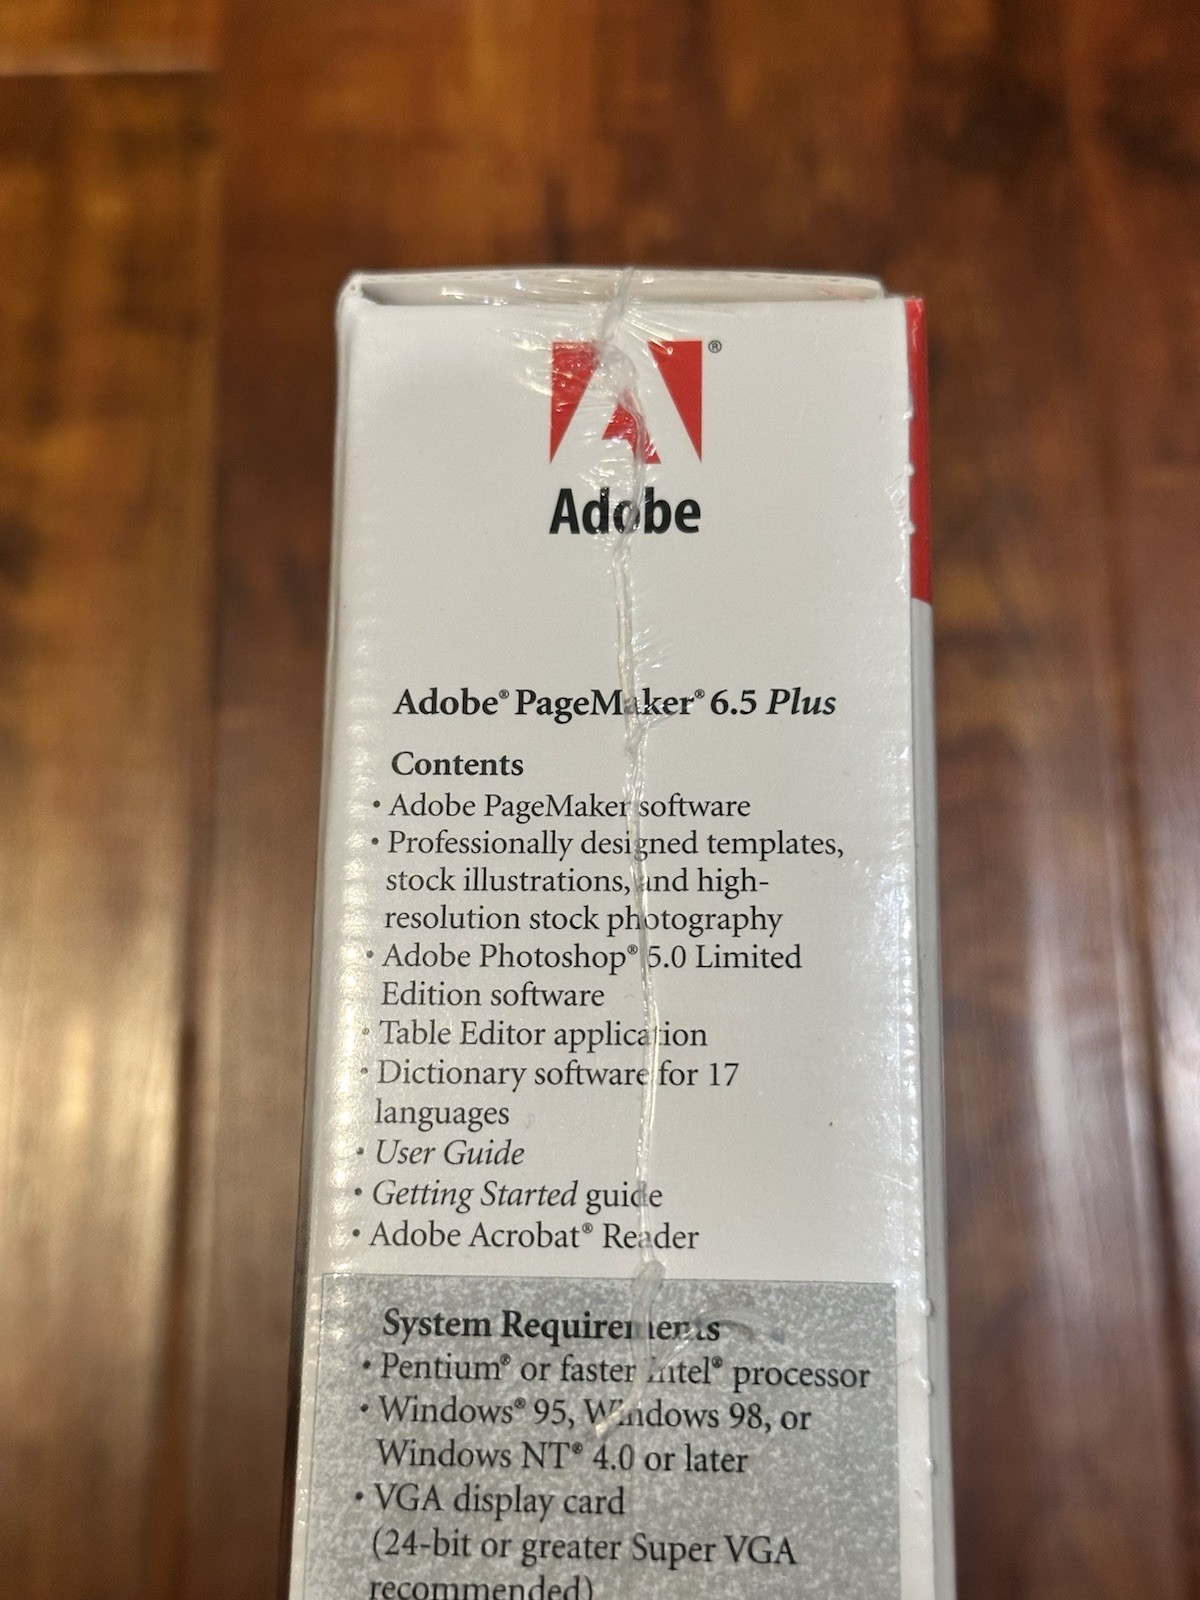 ®
Adobe
Adobe® PageMaker® 6.5 Plus
Contents
• Adobe PageMaker software
• Professionally designed templates,
stock illustrations, and high-
resolution stock photography
• Adobe Photoshop® 5.0 Limited
Edition software
• Table Editor application
• Dictionary software for 17
languages
• User Guide
• Getting Started guide
• Adobe Acrobat® Reader
System Requirements
• Pentium® or faster Intel® processor
• Windows® 95, Windows 98, or
Windows NT® 4.0 or later
• VGA display card
(24-bit or greater Super VGA
recommended)